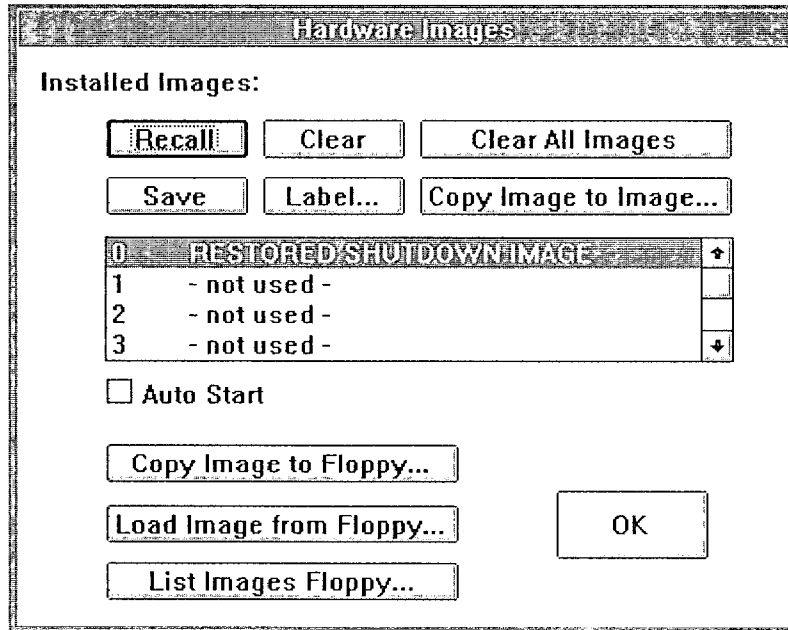 Hardware Images
Installed Images:
Recall Clear Clear All Images
Save Label... Copy Image to Image...
0 RESTORED/SHUTDOWN IMAGE
1 - not used -
2 - not used -
3 - not used -
Auto Start
Copy Image to Floppy...
Load Image from Floppy...
OK
List Images Floppy...